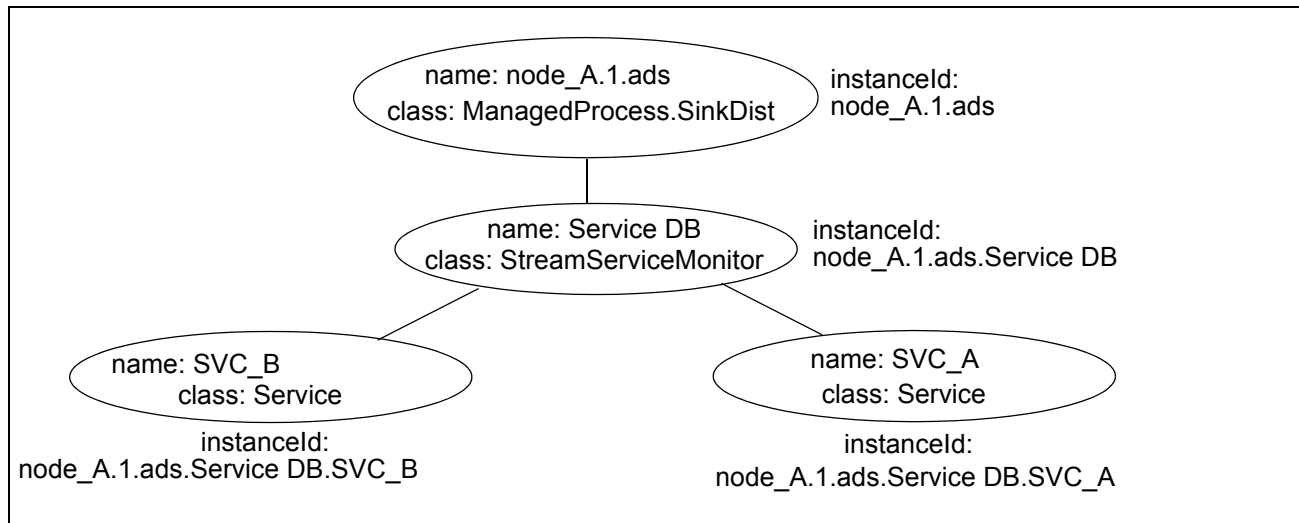 name: node_A.1.ads
class: ManagedProcess.SinkDist
instanceId:
node_A.1.ads
name: Service DB
class: StreamServiceMonitor
instanceId:
node_A.1.ads.Service DB
name: SVC_B
class: Service
instanceId:
node_A.1.ads.Service DB.SVC_B
name: SVC_A
class: Service
instanceId:
node_A.1.ads.Service DB.SVC_A